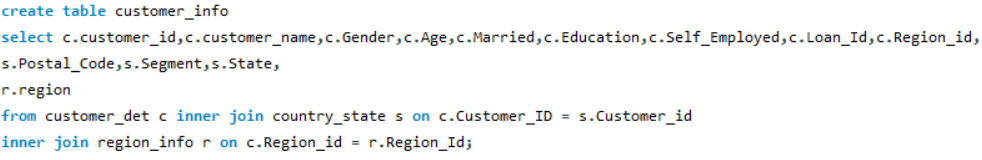 create table customer_info
select c.customer_id,c.customer_name,c.Gender,c.Age,c.Married,c.Education,c.Self_Employed,c.Loan_Id,c.Region_id,
s.Postal_Code,s.Segment,s.State,
r.region
from customer_det c inner join country_state s on c.Customer_ID = s.Customer_id
inner join region_info r on c.Region_id = r.Region_Id;